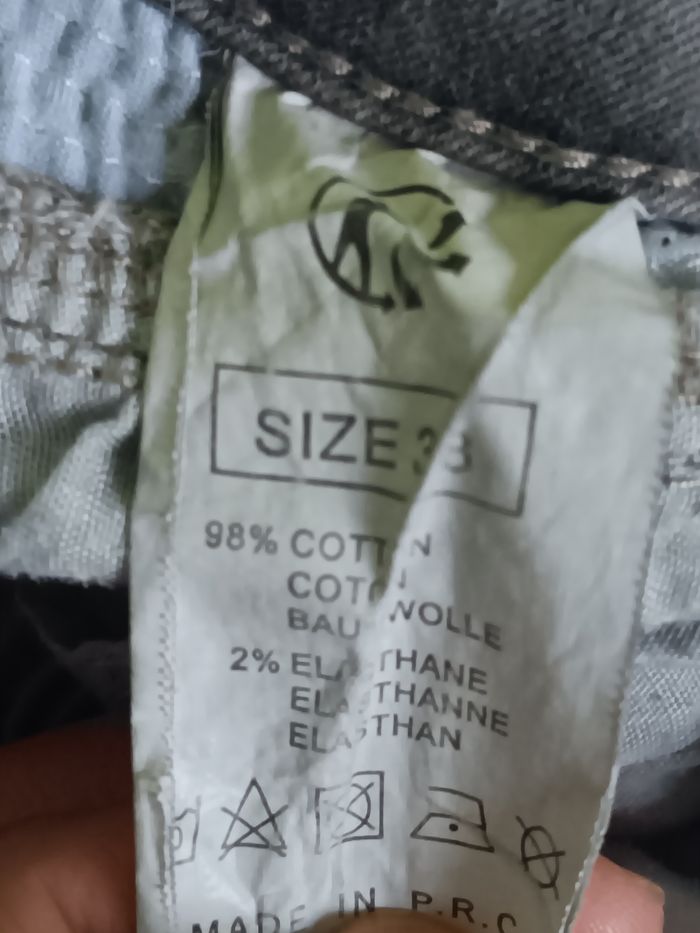 SIZE
98% COTTON
COTON
BAUMWOLLE
2% ELASTHANE
ELASTHANNE
ELASTHAN
MADE IN P.R.C